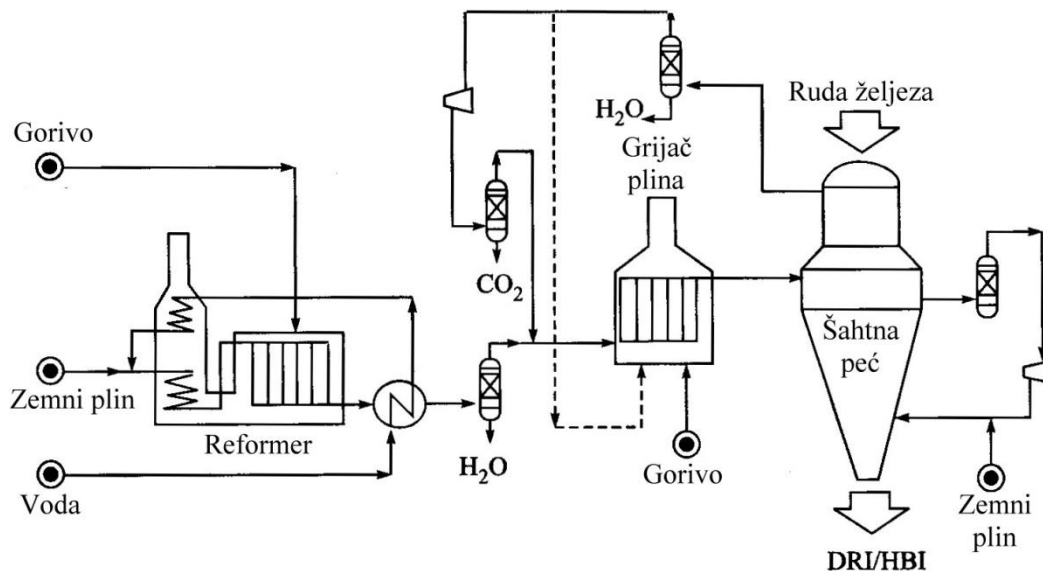 Ruda željeza
H₂O
Grijač
plina
Gorivo
CO₂
Šahtna
peć
Zemni plin
Reformer
H₂O
Gorivo
Voda
Zemni
plin
DRI/HBI